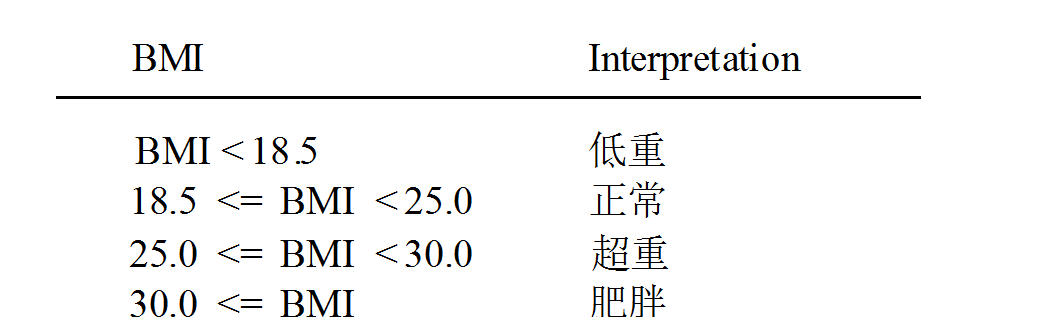 BMI Interpretation
BMI < 18.5 低重
18.5 <= BMI < 25.0 正常
25.0 <= BMI < 30.0 超重
30.0 <= BMI 肥胖